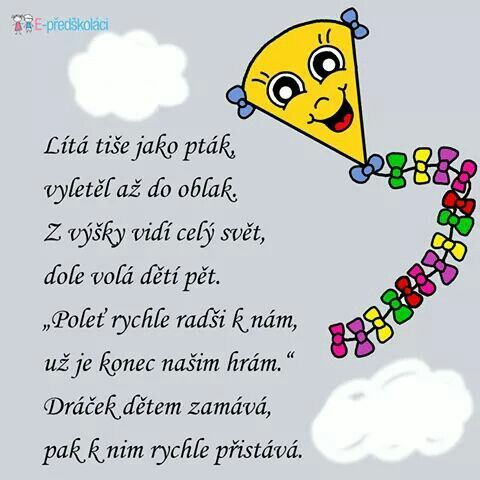 E-předškoláci
Lítá tiše jako pták,
vyletěl až do oblak.
Z výšky vidí celý svět,
dole volá dětí pět.
„Poleť rychle radši k nám,
už je konec našim hrám.“
Dráček dětem zamává,
pak k nim rychle přistává.